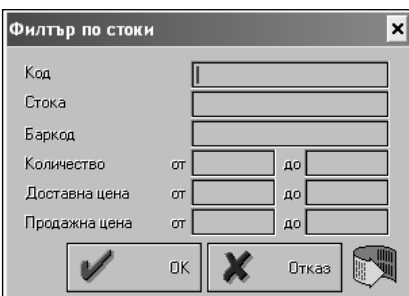 Филтър по стоки
Код
Стока
Баркод
Количество от до
Доставна цена от до
Продажна цена от до
OK Отказ